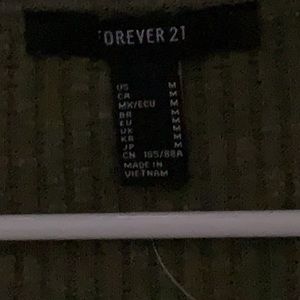 FOREVER 21
US M
CA M
MX/ECU M
BR M
EU M
UK M
KR M
JP M
CN 165/88A
MADE IN
VIETNAM